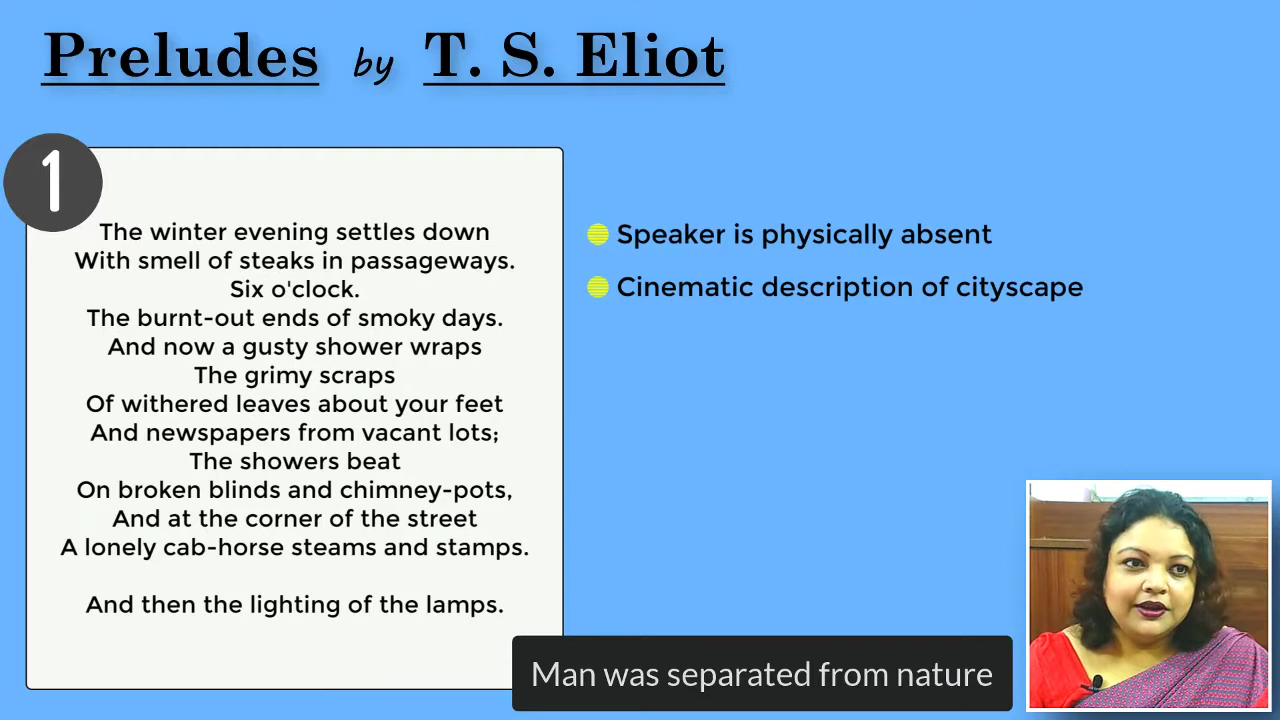 Preludes by T. S. Eliot
1
The winter evening settles down
With smell of steaks in passageways.
Six o'clock.
The burnt-out ends of smoky days.
And now a gusty shower wraps
The grimy scraps
Of withered leaves about your feet
And newspapers from vacant lots;
The showers beat
On broken blinds and chimney-pots,
And at the corner of the street
A lonely cab-horse steams and stamps.
And then the lighting of the lamps.
Speaker is physically absent
Cinematic description of cityscape
Man was separated from nature